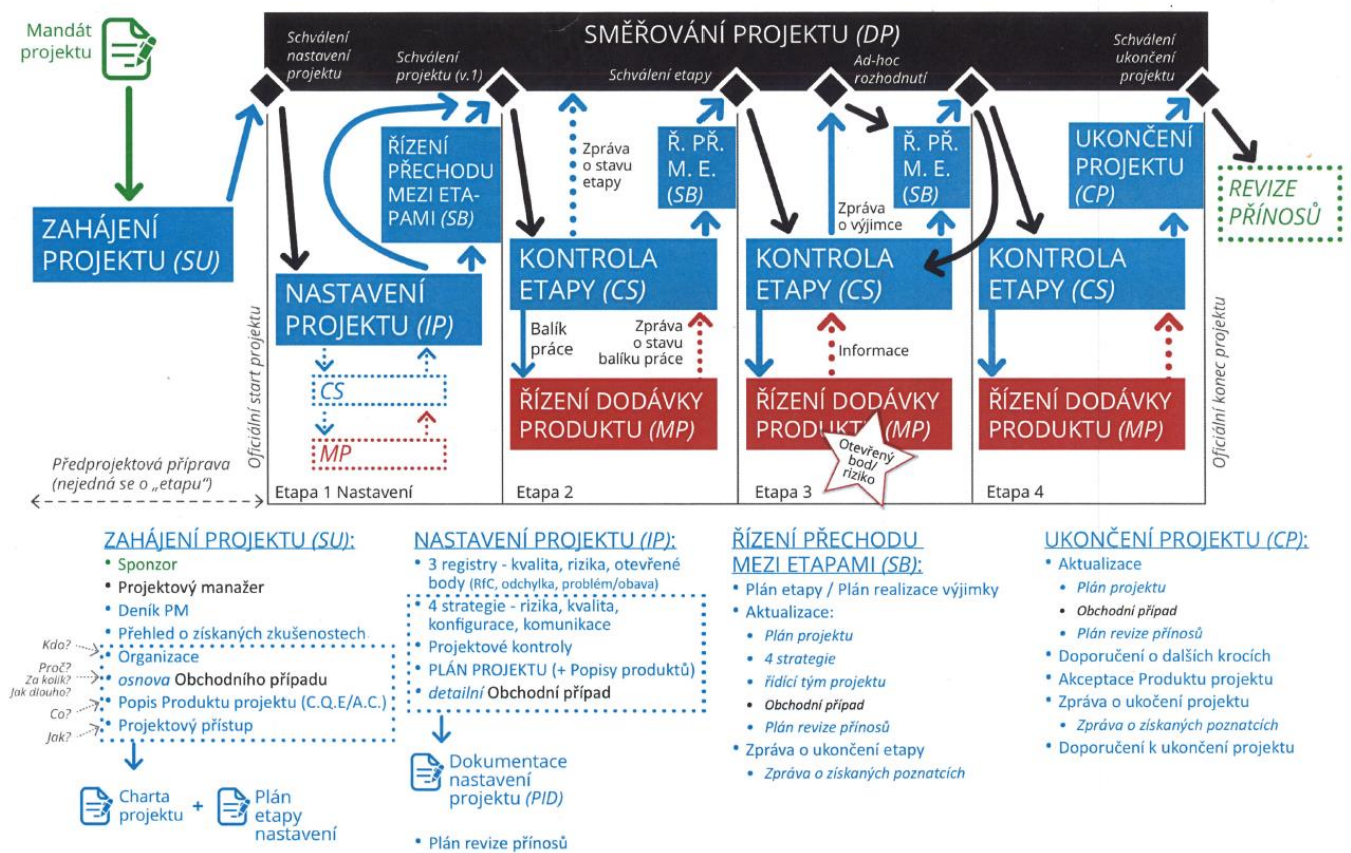 Mandát
projektu
SMĚŘOVÁNÍ PROJEKTU (DP)
Schválení
nastavení
projektu
Schválení
projektu (v.1)
Schválení etapy
Ad-hoc
rozhodnutí
Schválení
ukončení
projektu
ZAHÁJENÍ
PROJEKTU (SU)
ŘÍZENÍ
PŘECHODU
MEZI ETA-
PAMI (SB)
Zpráva
o stavu
etapy
Ř. PŘ.
M. E.
(SB)
Zpráva
o výjimce
Ř. PŘ.
M. E.
(SB)
UKONČENÍ
PROJEKTU
(CP)
REVIZE
PŘÍNOSŮ
NASTAVENÍ
PROJEKTU (IP)
KONTROLA
ETAPY (CS)
KONTROLA
ETAPY (CS)
KONTROLA
ETAPY (CS)
Oficiální start projektu
CS
MP
Balík
práce
Zpráva
o stavu
balíku práce
Informace
ŘÍZENÍ DODÁVKY
PRODUKTU (MP)
ŘÍZENÍ DODÁVKY
PRODUKTU (MP)
Otevřený
bod/
riziko
ŘÍZENÍ DODÁVKY
PRODUKTU (MP)
Oficiální konec projektu
Předprojektová příprava
(nejedná se o „etapu“)
Etapa 1 Nastavení
Etapa 2
Etapa 3
Etapa 4
ZAHÁJENÍ PROJEKTU (SU):
• Sponzor
• Projektový manažer
• Deník PM
• Přehled o získaných zkušenostech
Kdo?
• Organizace
Proč?
Za kolik?
Jak dlouho?
• osnova Obchodního případu
Co?
• Popis Produktu projektu (C.Q.E/A.C.)
Jak?
• Projektový přístup
Charta
projektu
+
Plán
etapy
nastavení
NASTAVENÍ PROJEKTU (IP):
• 3 registry - kvalita, rizika, otevřené
body (RfC, odchylka, problém/obava)
• 4 strategie - rizika, kvalita,
konfigurace, komunikace
• Projektové kontroly
• PLÁN PROJEKTU (+ Popisy produktů)
• detailní Obchodní případ
Dokumentace
nastavení
projektu (PID)
• Plán revize přínosů
ŘÍZENÍ PŘECHODU
MEZI ETAPAMI (SB):
• Plán etapy / Plán realizace výjimky
• Aktualizace:
• Plán projektu
• 4 strategie
• řídící tým projektu
• Obchodní případ
• Plán revize přínosů
• Zpráva o ukončení etapy
• Zpráva o získaných poznatcích
UKONČENÍ PROJEKTU (CP):
• Aktualizace
• Plán projektu
• Obchodní případ
• Plán revize přínosů
• Doporučení o dalších krocích
• Akceptace Produktu projektu
• Zpráva o ukočení projektu
• Zpráva o získaných poznatcích
• Doporučení k ukončení projektu